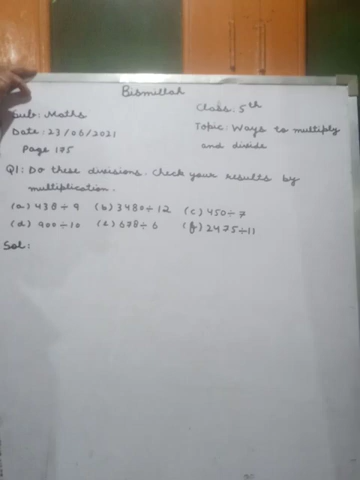 Bismillah
Sub: Maths
Class: 5th
Date: 23/06/2021
Topic: Ways to multiply and divide
Page 175
Q1: Do these divisions. Check your results by
multiplication.
(a) 438÷9 (b) 3480÷12 (c) 450÷7
(d) 900÷10 (e) 678÷6 (f) 2475÷11
Sol: